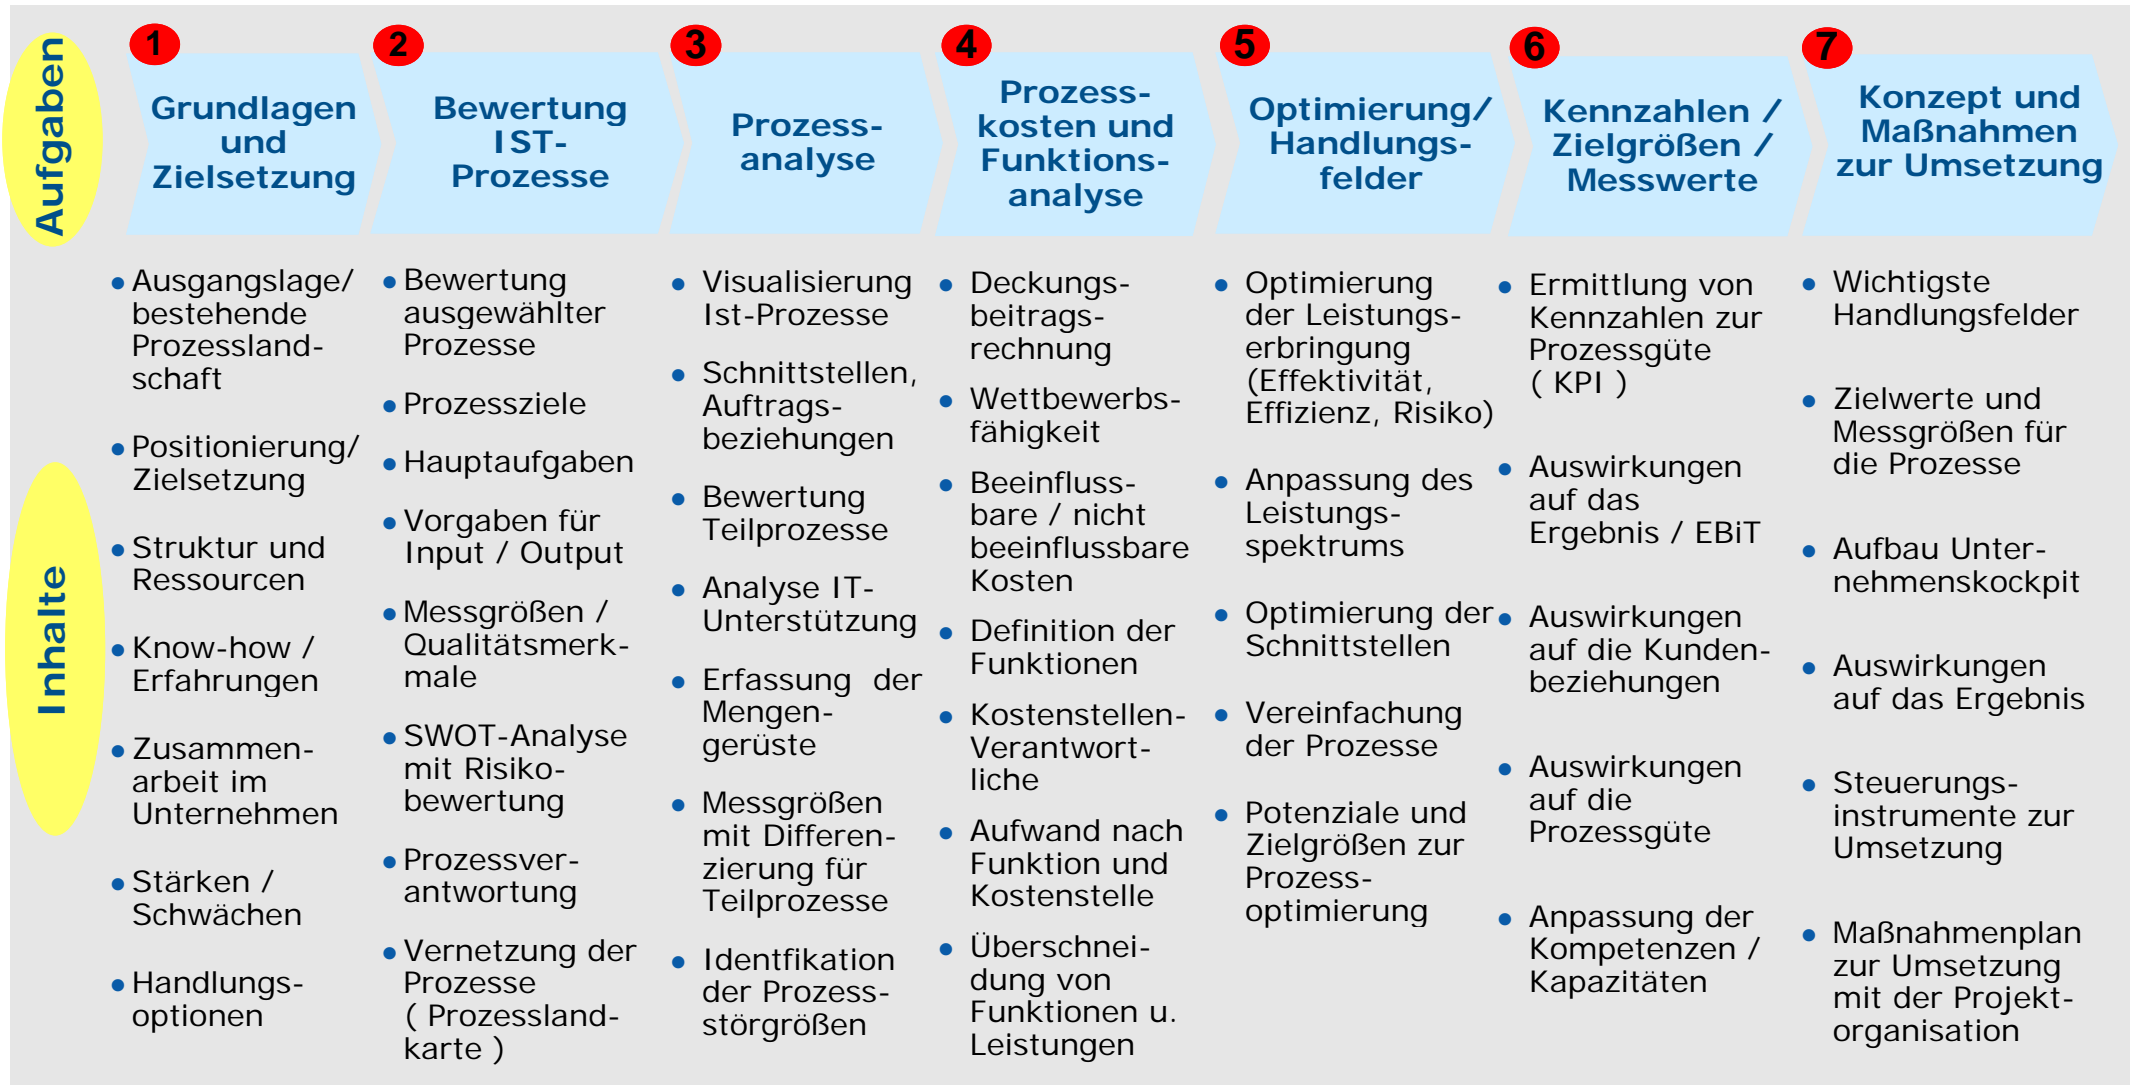 Aufgaben
1
Grundlagen
und
Zielsetzung
2
Bewertung
IST-
Prozesse
3
Prozess-
analyse
4
Prozess-
kosten und
Funktions-
analyse
5
Optimierung/
Handlungs-
felder
6
Kennzahlen /
Zielgrößen /
Messwerte
7
Konzept und
Maßnahmen
zur Umsetzung
Inhalte
• Ausgangslage/
bestehende
Prozessland-
schaft
• Positionierung/
Zielsetzung
• Struktur und
Ressourcen
• Know-how /
Erfahrungen
• Zusammen-
arbeit im
Unternehmen
• Stärken /
Schwächen
• Handlungs-
optionen
• Bewertung
ausgewählter
Prozesse
• Prozessziele
• Hauptaufgaben
• Vorgaben für
Input / Output
• Messgrößen /
Qualitätsmerk-
male
• SWOT-Analyse
mit Risiko-
bewertung
• Prozessver-
antwortung
• Vernetzung der
Prozesse
( Prozessland-
karte )
• Visualisierung
Ist-Prozesse
• Schnittstellen,
Auftrags-
beziehungen
• Bewertung
Teilprozesse
• Analyse IT-
Unterstützung
• Erfassung der
Mengen-
gerüste
• Messgrößen
mit Differen-
zierung für
Teilprozesse
• Identfikation
der Prozess-
störgrößen
• Deckungs-
beitrags-
rechnung
• Wettbewerbs-
fähigkeit
• Beeinfluss-
bare / nicht
beeinflussbare
Kosten
• Definition der
Funktionen
• Kostenstellen-
Verantwort-
liche
• Aufwand nach
Funktion und
Kostenstelle
• Überschnei-
dung von
Funktionen u.
Leistungen
• Optimierung
der Leistungs-
erbringung
(Effektivität,
Effizienz, Risiko)
• Anpassung des
Leistungs-
spektrums
• Optimierung der
Schnittstellen
• Vereinfachung
der Prozesse
• Potenziale und
Zielgrößen zur
Prozess-
optimierung
• Ermittlung von
Kennzahlen zur
Prozessgüte
( KPI )
• Auswirkungen
auf das
Ergebnis / EBiT
• Auswirkungen
auf die Kunden-
beziehungen
• Auswirkungen
auf die
Prozessgüte
• Anpassung der
Kompetenzen /
Kapazitäten
• Wichtigste
Handlungsfelder
• Zielwerte und
Messgrößen für
die Prozesse
• Aufbau Unter-
nehmenskockpit
• Auswirkungen
auf das Ergebnis
• Steuerungs-
instrumente zur
Umsetzung
• Maßnahmenplan
zur Umsetzung
mit der Projekt-
organisation